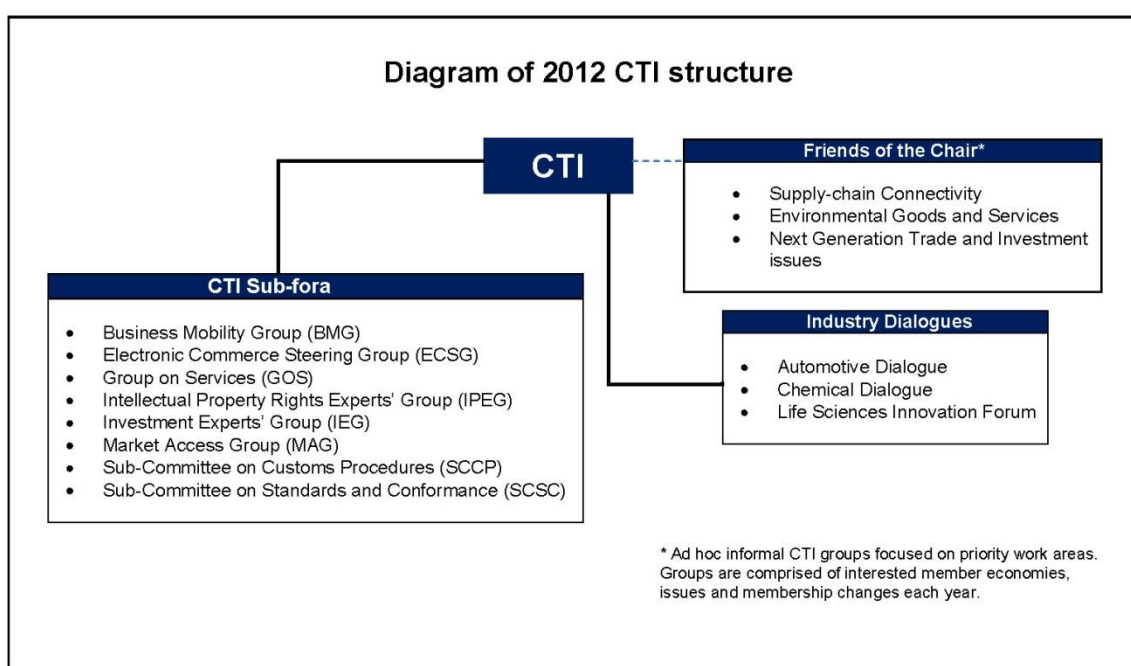 Diagram of 2012 CTI structure
CTI
Friends of the Chair*
• Supply-chain Connectivity
• Environmental Goods and Services
• Next Generation Trade and Investment
issues
CTI Sub-fora
• Business Mobility Group (BMG)
• Electronic Commerce Steering Group (ECSG)
• Group on Services (GOS)
• Intellectual Property Rights Experts' Group (IPEG)
• Investment Experts' Group (IEG)
• Market Access Group (MAG)
• Sub-Committee on Customs Procedures (SCCP)
• Sub-Committee on Standards and Conformance (SCSC)
Industry Dialogues
• Automotive Dialogue
• Chemical Dialogue
• Life Sciences Innovation Forum
* Ad hoc informal CTI groups focused on priority work areas.
Groups are comprised of interested member economies,
issues and membership changes each year.